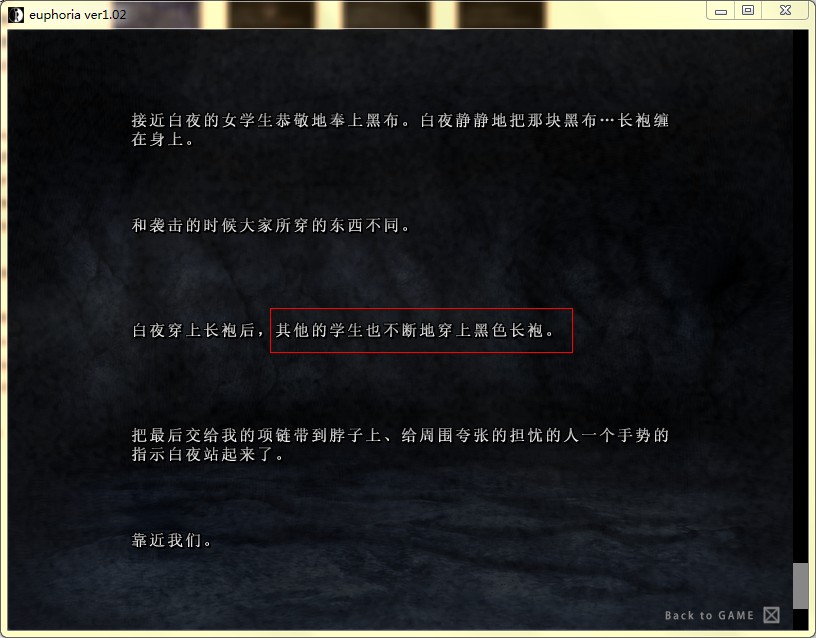 euphoria ver1.02
接近白夜的女学生恭敬地奉上黑布。白夜静静地把那块黑布…长袍缠
在身上。
和袭击的时候大家所穿的东西不同。
白夜穿上长袍后，其他的学生也不断地穿上黑色长袍。
把最后交给我的项链带到脖子上、给周围夸张的担忧的人一个手势的
指示白夜站起来了。
靠近我们。
Back to GAME